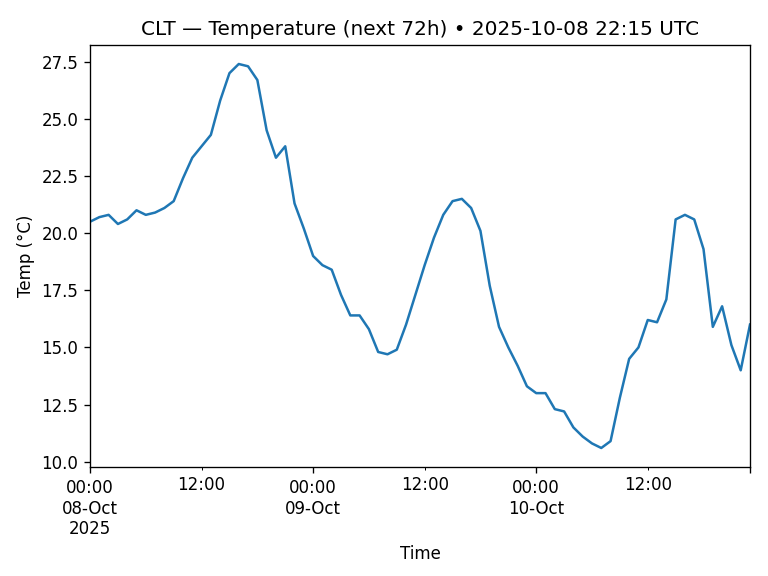 CLT — Temperature (next 72h) • 2025-10-08 22:15 UTC
27.5
25.0
22.5
20.0
17.5
15.0
12.5
10.0
Temp (°C)
00:00 12:00 00:00 12:00 00:00 12:00
08-Oct 09-Oct 10-Oct
2025
Time